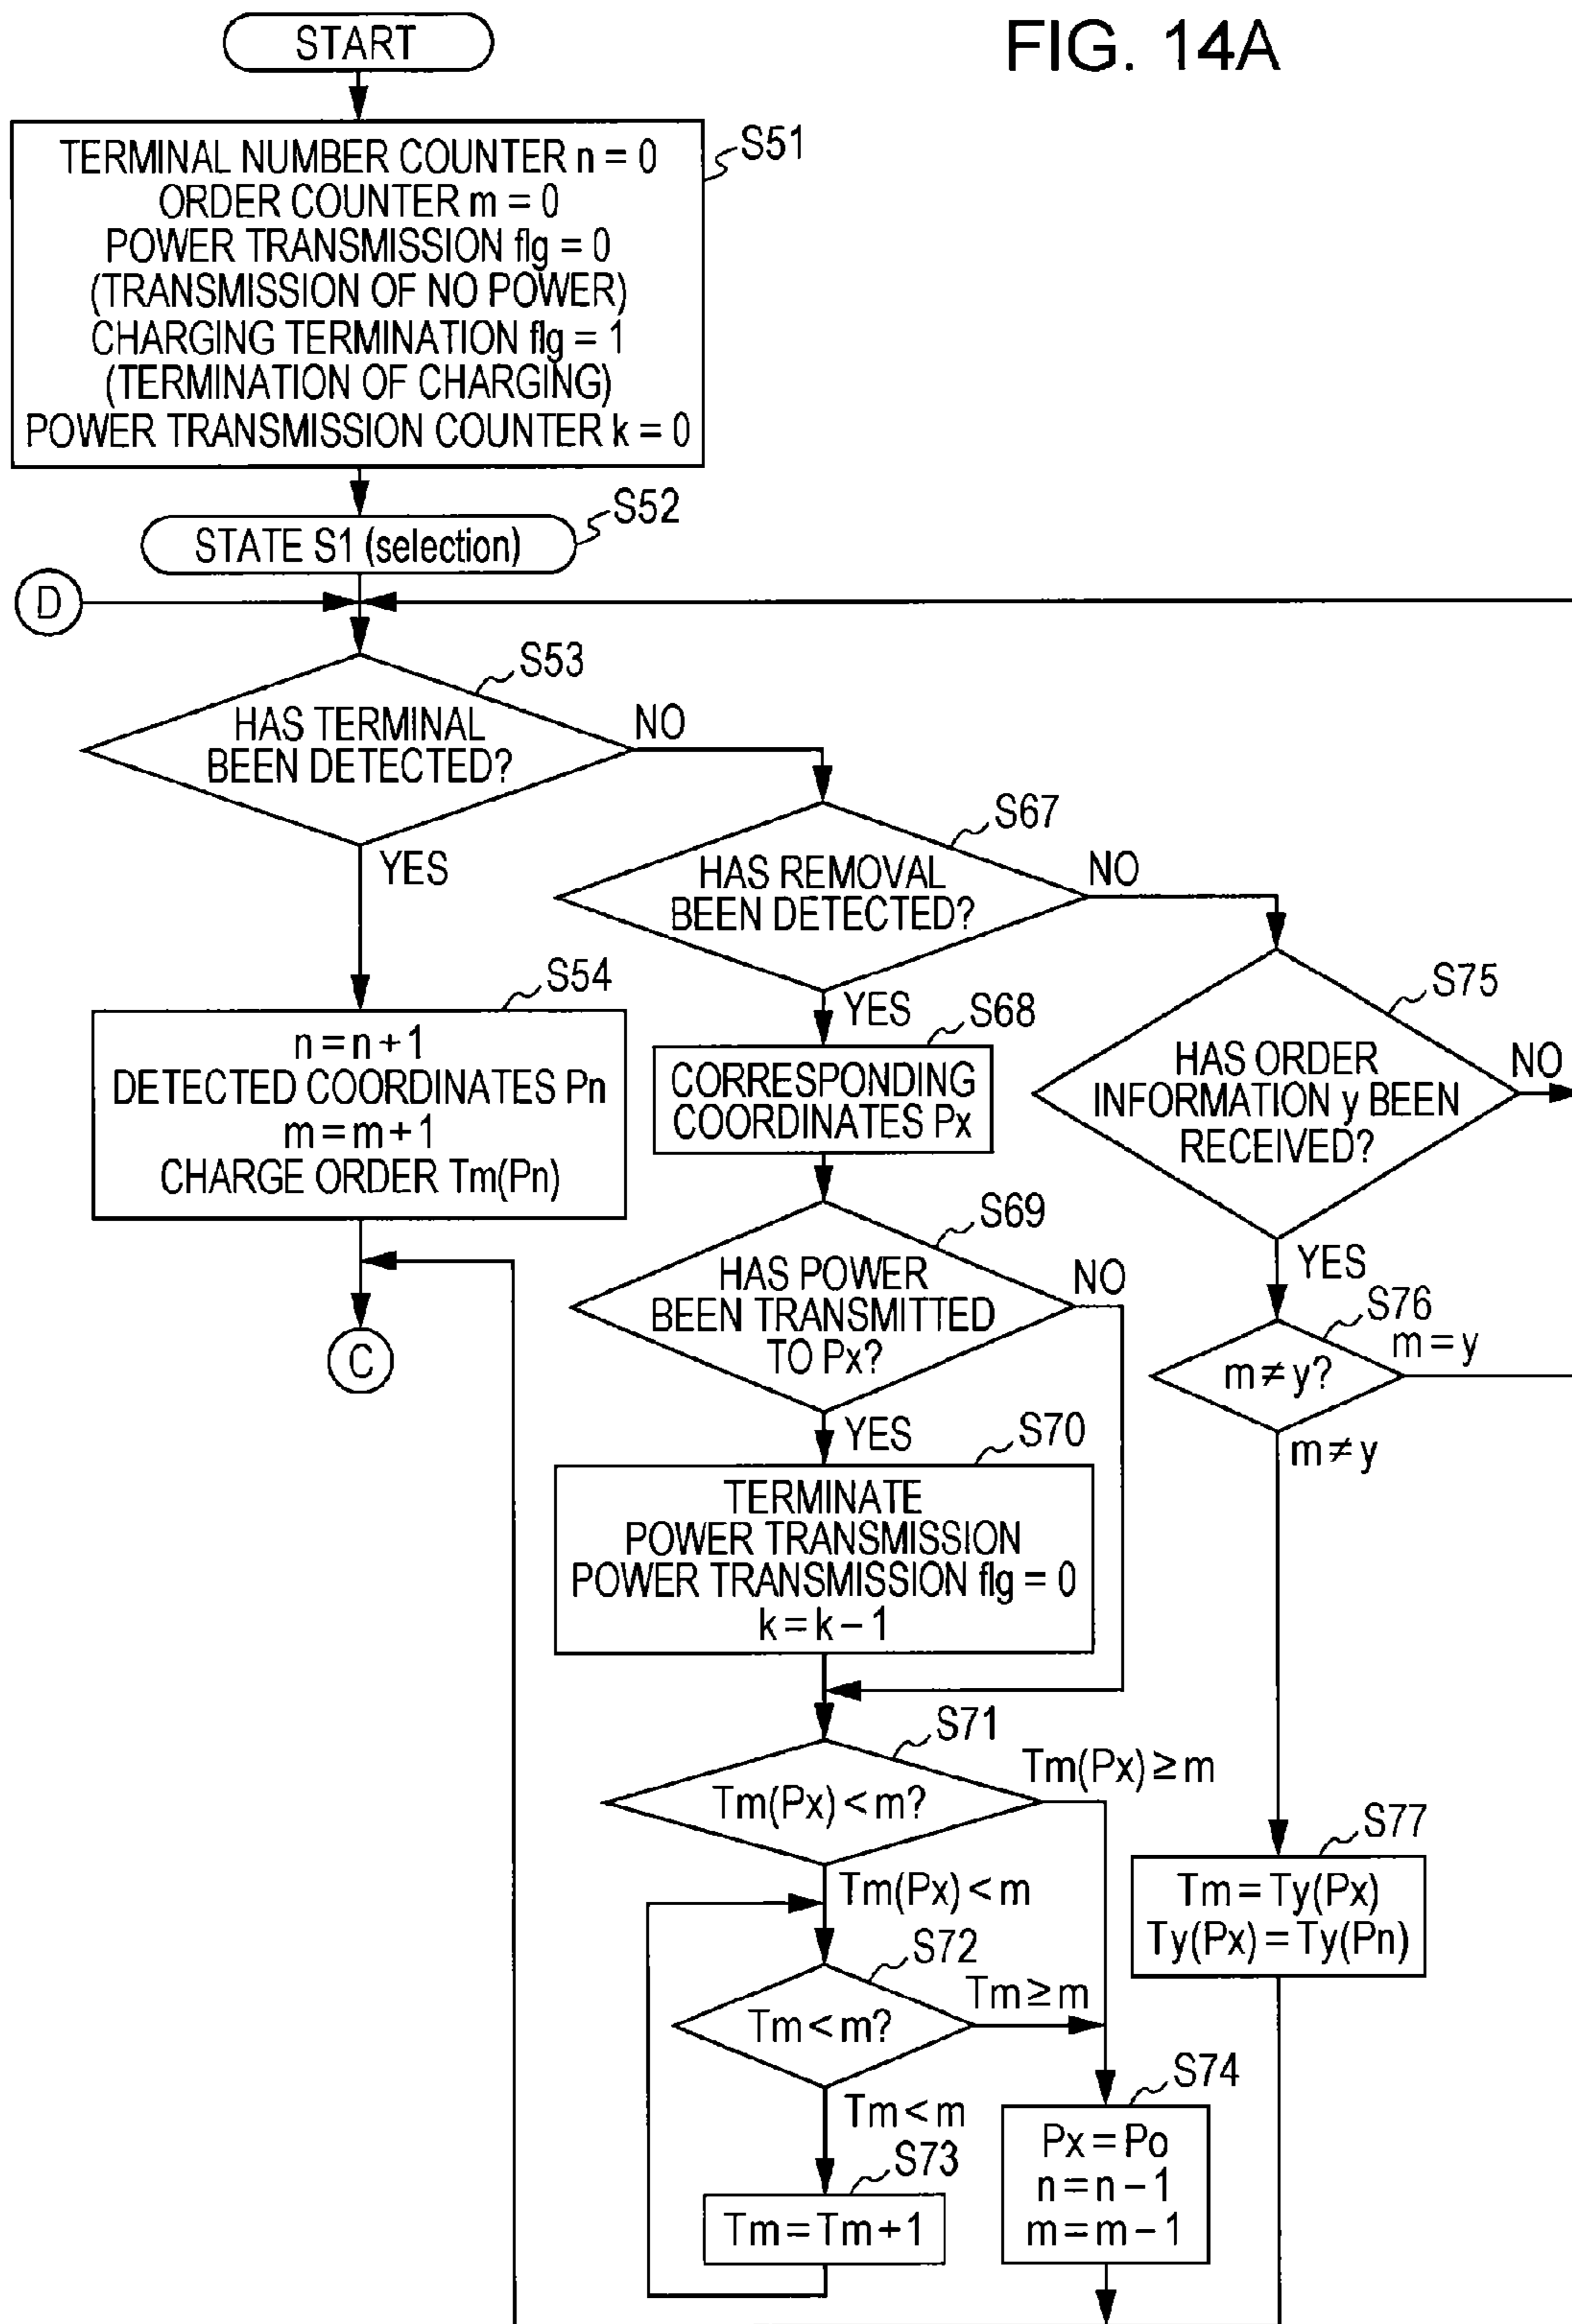 FIG. 14A
START
S51
TERMINAL NUMBER COUNTER n = 0
ORDER COUNTER m = 0
POWER TRANSMISSION flg = 0
(TRANSMISSION OF NO POWER)
CHARGING TERMINATION flg = 1
(TERMINATION OF CHARGING)
POWER TRANSMISSION COUNTER k = 0
S52
STATE S1 (selection)
D
S53
HAS TERMINAL
BEEN DETECTED?
NO
YES
S54
n = n + 1
DETECTED COORDINATES Pn
m = m + 1
CHARGE ORDER Tm(Pn)
C
S67
HAS REMOVAL
BEEN DETECTED?
NO
YES
S68
CORRESPONDING
COORDINATES Px
S69
HAS POWER
BEEN TRANSMITTED
TO Px?
NO
YES
S70
TERMINATE
POWER TRANSMISSION
POWER TRANSMISSION flg = 0
k = k – 1
S71
Tm(Px) < m?
Tm(Px) ≥ m
Tm(Px) < m
S72
Tm < m?
Tm ≥ m
Tm < m
S73
Tm = Tm + 1
S74
Px = Po
n = n – 1
m = m – 1
S75
HAS ORDER
INFORMATION y BEEN
RECEIVED?
NO
YES
S76
m ≠ y?
m = y
m ≠ y
S77
Tm = Ty(Px)
Ty(Px) = Ty(Pn)